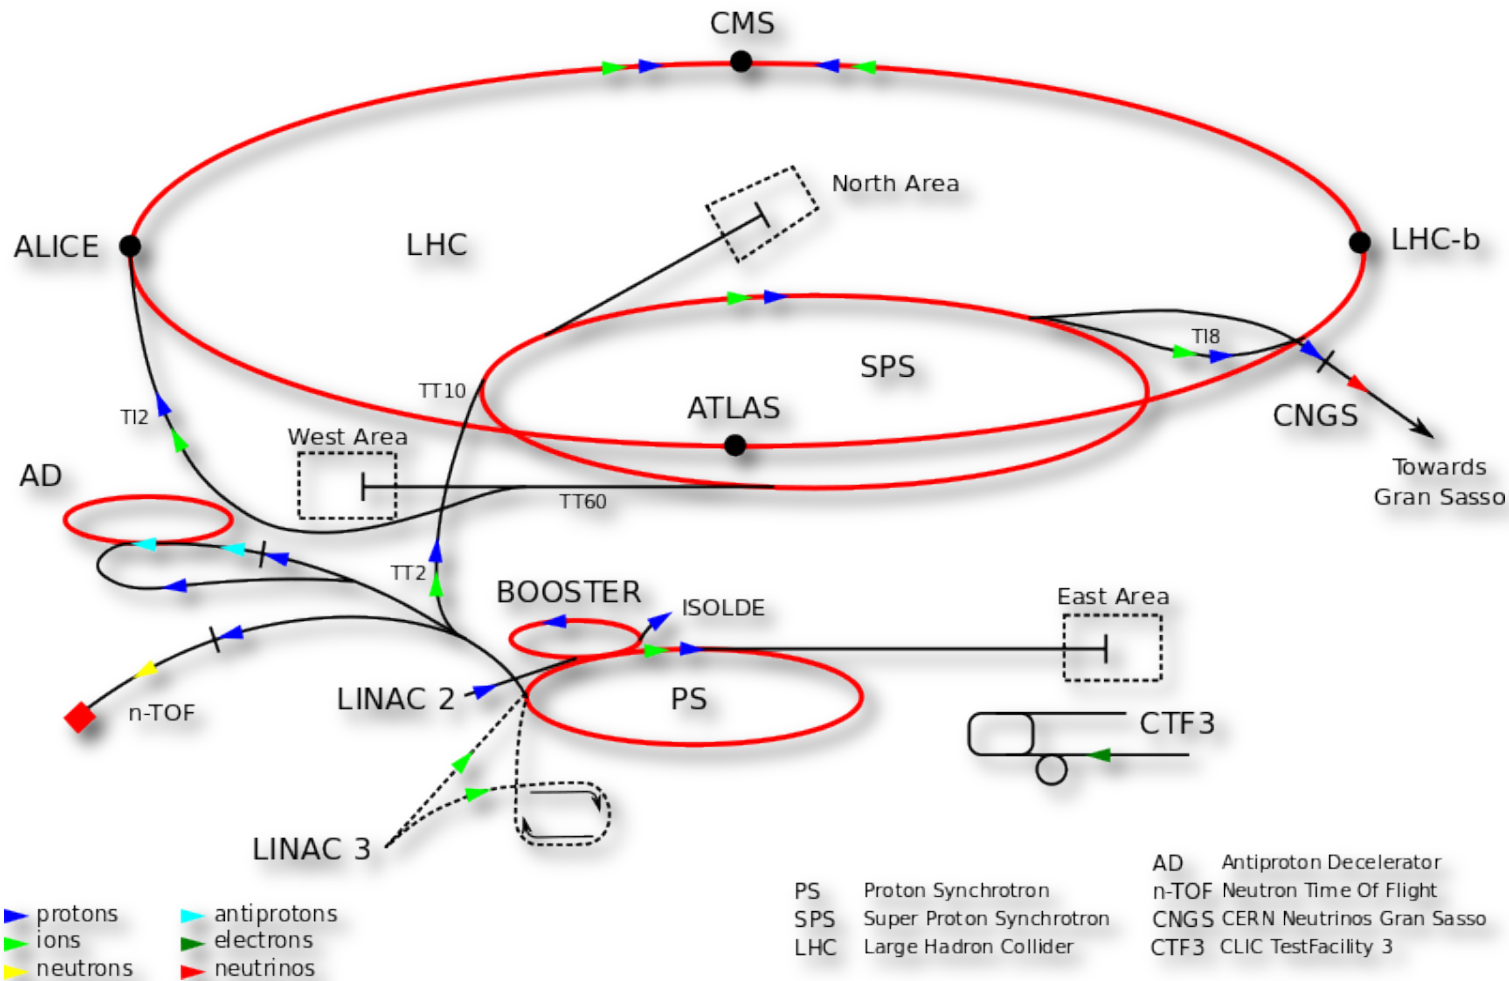 CMS
North Area
ALICE
LHC
LHC-b
TI8
SPS
TT10
ATLAS
CNGS
TI2
West Area
Towards
Gran Sasso
AD
TT60
TT2
BOOSTER
ISOLDE
East Area
LINAC 2
PS
n-TOF
CTF3
LINAC 3
protons
ions
neutrons
antiprotons
electrons
neutrinos
PS Proton Synchrotron
SPS Super Proton Synchrotron
LHC Large Hadron Collider
AD Antiproton Decelerator
n-TOF Neutron Time Of Flight
CNGS CERN Neutrinos Gran Sasso
CTF3 CLIC TestFacility 3